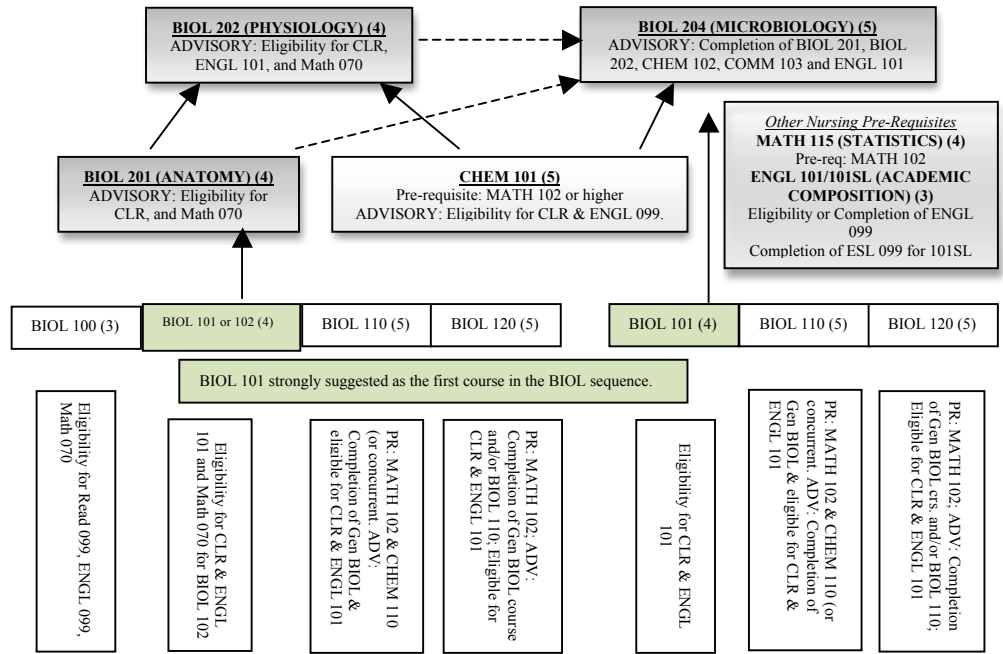 BIOL 202 (PHYSIOLOGY) (4)
ADVISORY: Eligibility for CLR,
ENGL 101, and Math 070
BIOL 204 (MICROBIOLOGY) (5)
ADVISORY: Completion of BIOL 201, BIOL
202, CHEM 102, COMM 103 and ENGL 101
BIOL 201 (ANATOMY) (4)
ADVISORY: Eligibility for
CLR, and Math 070
CHEM 101 (5)
Pre-requisite: MATH 102 or higher
ADVISORY: Eligibility for CLR & ENGL 099.
Other Nursing Pre-Requisites
MATH 115 (STATISTICS) (4)
Pre-req: MATH 102
ENGL 101/101SL (ACADEMIC
COMPOSITION) (3)
Eligibility or Completion of ENGL
099
Completion of ESL 099 for 101SL
BIOL 100 (3)
BIOL 101 or 102 (4)
BIOL 110 (5)
BIOL 120 (5)
BIOL 101 (4)
BIOL 110 (5)
BIOL 120 (5)
BIOL 101 strongly suggested as the first course in the BIOL sequence.
Eligibility for Read 099, ENGL 099,
Math 070
Eligibility for CLR & ENGL
101 and Math 070 for BIOL 102
PR: MATH 102 & CHEM 110
(or concurrent. ADV:
Completion of Gen BIOL &
eligible for CLR & ENGL 101
PR: MATH 102; ADV:
Completion of Gen BIOL course
and/or BIOL 110; Eligible for
CLR & ENGL 101
Eligibility for CLR & ENGL
101
PR: MATH 102 & CHEM 110 (or
concurrent. ADV: Completion of
Gen BIOL & eligible for CLR &
ENGL 101
PR: MATH 102; ADV: Completion
of Gen BIOL crs. and/or BIOL 110;
Eligible for CLR & ENGL 101